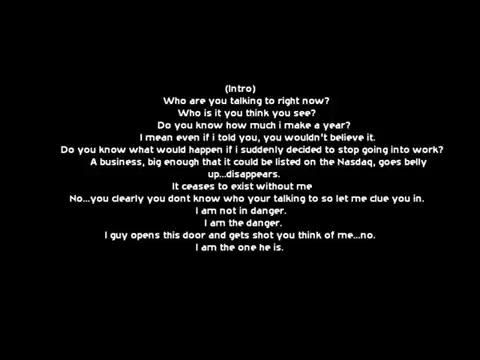 (Intro)
Who are you talking to right now?
Who is it you think you see?
Do you know how much i make a year?
I mean even if i told you, you wouldn't believe it.
Do you know what would happen if i suddenly decided to stop going into work?
A business, big enough that it could be listed on the Nasdaq, goes belly
up...disappears.
It ceases to exist without me
No...you clearly you dont know who your talking to so let me clue you in.
I am not in danger.
I am the danger.
I guy opens this door and gets shot you think of me...no.
I am the one he is.